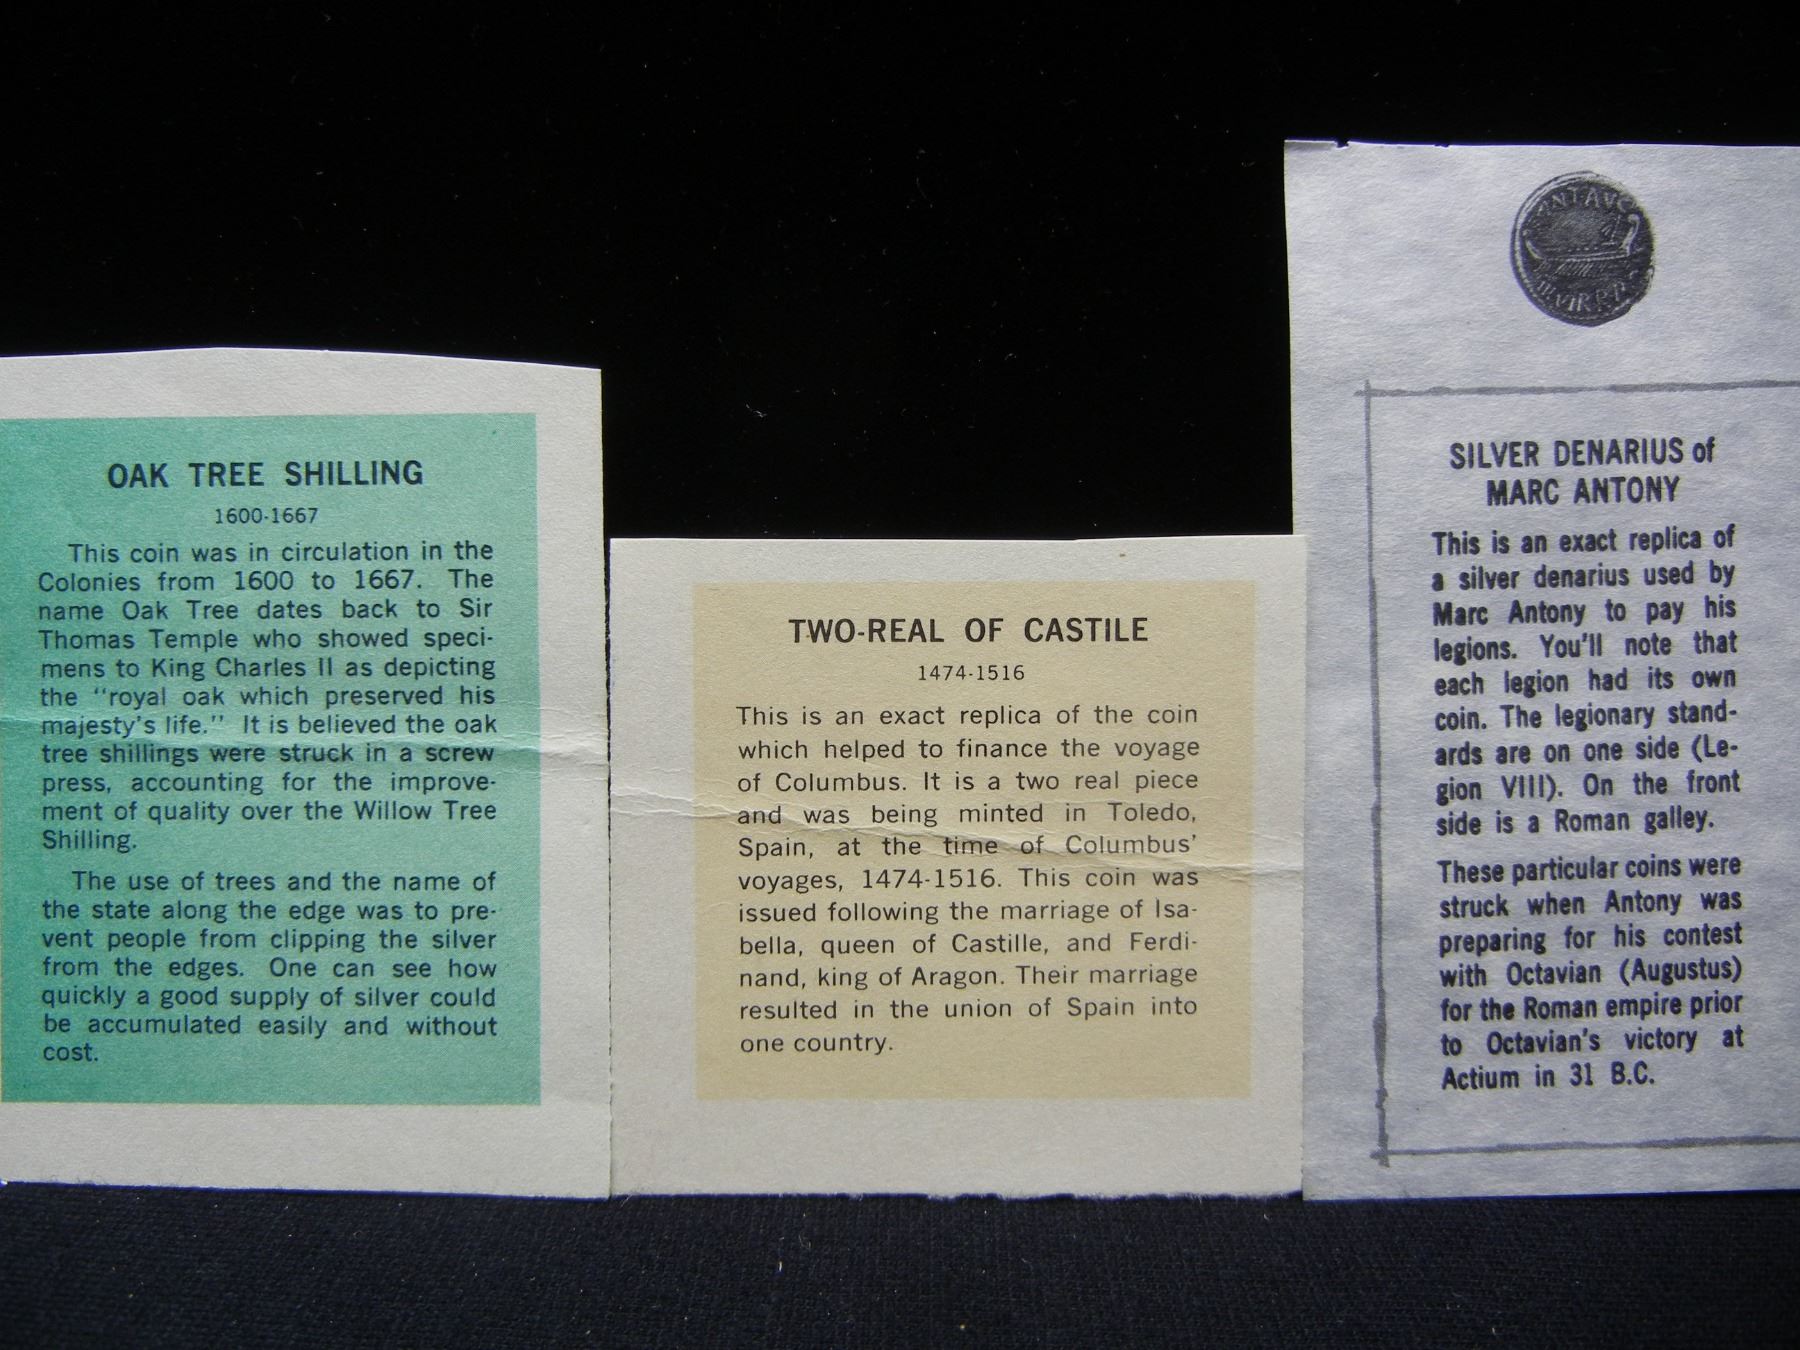 OAK TREE SHILLING
1600-1667
This coin was in circulation in the
Colonies from 1600 to 1667. The
name Oak Tree dates back to Sir
Thomas Temple who showed speci-
mens to King Charles II as depicting
the "royal oak which preserved his
majesty's life." It is believed the oak
tree shillings were struck in a screw
press, accounting for the improve-
ment of quality over the Willow Tree
Shilling.
The use of trees and the name of
the state along the edge was to pre-
vent people from clipping the silver
from the edges. One can see how
quickly a good supply of silver could
be accumulated easily and without
cost.
TWO-REAL OF CASTILE
1474-1516
This is an exact replica of the coin
which helped to finance the voyage
of Columbus. It is a two real piece
and was being minted in Toledo,
Spain, at the time of Columbus'
voyages, 1474-1516. This coin was
issued following the marriage of Isa-
bella, queen of Castille, and Ferdi-
nand, king of Aragon. Their marriage
resulted in the union of Spain into
one country.
SILVER DENARIUS of
MARC ANTONY
This is an exact replica of
a silver denarius used by
Marc Antony to pay his
legions. You'll note that
each legion had its own
coin. The legionary stand-
ards are on one side (Le-
gion VIII). On the front
side is a Roman galley.
These particular coins were
struck when Antony was
preparing for his contest
with Octavian (Augustus)
for the Roman empire prior
to Octavian's victory at
Actium in 31 B.C.